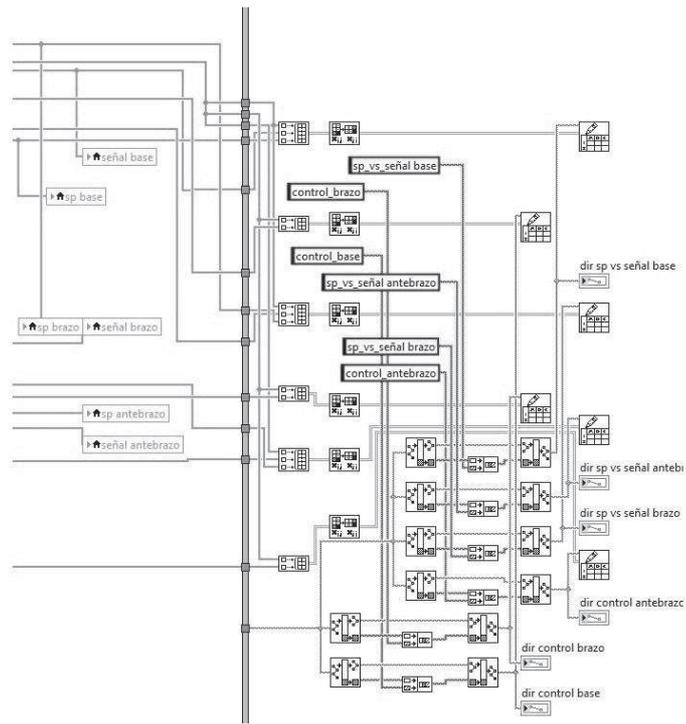 señal base
sp_vs_señal base
control_brazo
sp base
control_base
dir sp vs señal base
sp_vs_señal antebrazo
sp brazo
señal brazo
sp_vs_señal brazo
control_antebrazo
sp antebrazo
señal antebrazo
dir sp vs señal antebr
dir sp vs señal brazo
dir control antebrazo
dir control brazo
dir control base